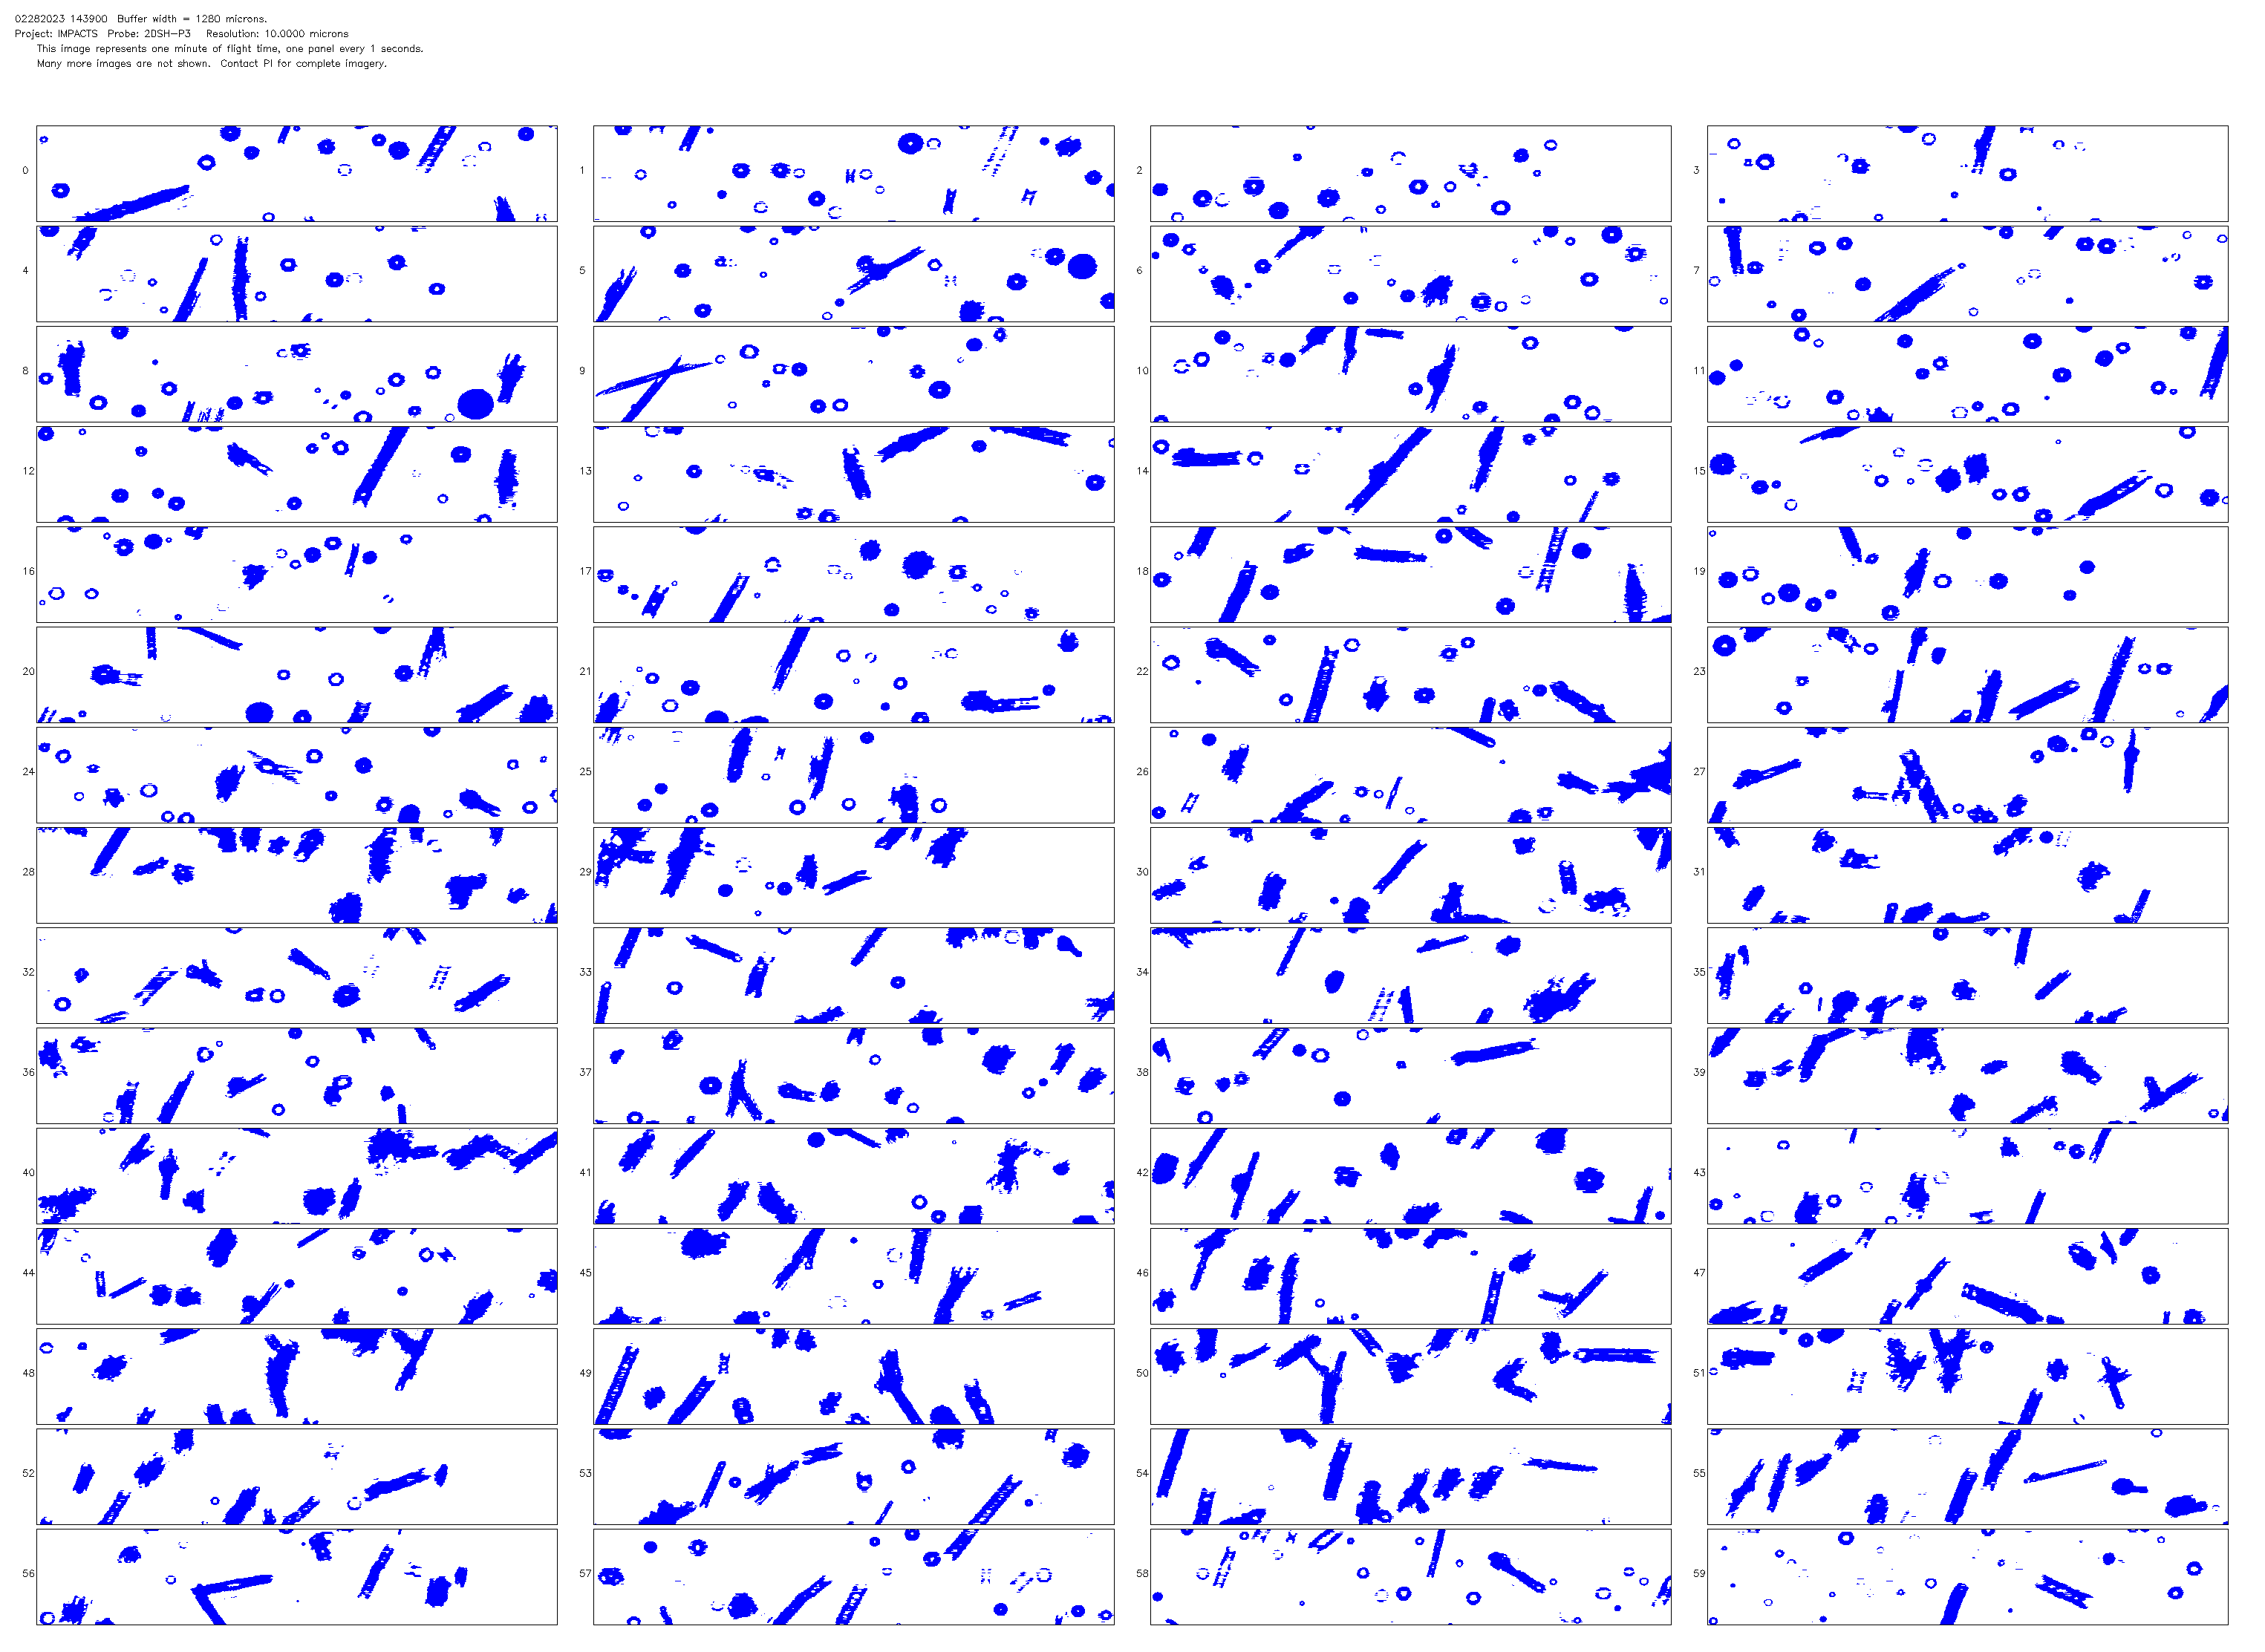 02282023 143900  Buffer width = 1280 microns.
Project: IMPACTS  Probe: 2DSH-P3  Resolution: 10.0000 microns
This image represents one minute of flight time, one panel every 1 seconds.
Many more images are not shown.  Contact PI for complete imagery.
0 1 2 3
4 5 6 7
8 9 10 11
12 13 14 15
16 17 18 19
20 21 22 23
24 25 26 27
28 29 30 31
32 33 34 35
36 37 38 39
40 41 42 43
44 45 46 47
48 49 50 51
52 53 54 55
56 57 58 59